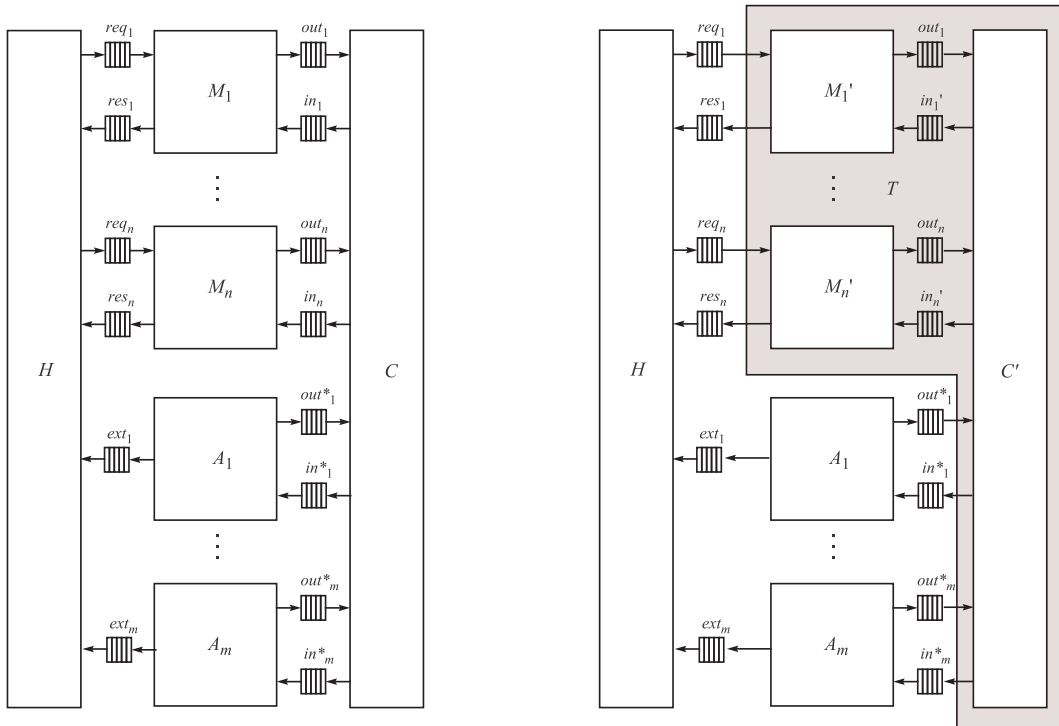 req1 out1
M1
res1 in1
⋮
reqn outn
Mn
resn inn
H
C
out*1
ext1
A1
in*1
⋮
out*m
extm
Am
in*m
req1 out1
M1'
res1 in1'
⋮
T
reqn outn
Mn'
resn inn'
H
C'
out*1
ext1
A1
in*1
⋮
out*m
extm
Am
in*m